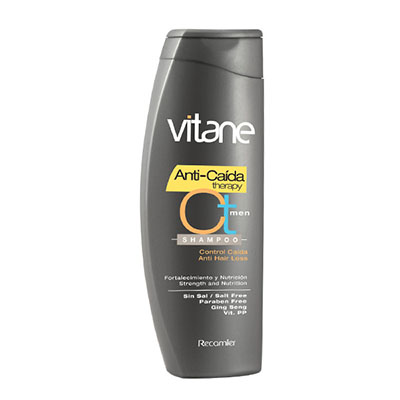 vitane
Anti-Caída
therapy
Ct men
SHAMPOO
Control Caída
Anti Hair Loss
Fortalecimiento y Nutrición
Strength and Nutrition
Sin Sal / Salt Free
Paraben Free
Ging Seng
Vit. PP
Recamier